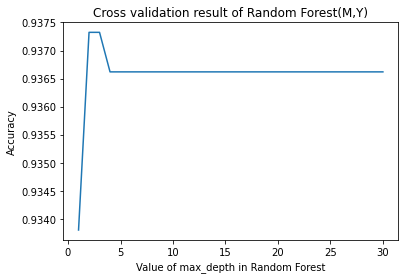 Cross validation result of Random Forest(M,Y)
0.9375
0.9370
0.9365
0.9360
0.9355
0.9350
0.9345
0.9340
Accuracy
0 5 10 15 20 25 30
Value of max_depth in Random Forest